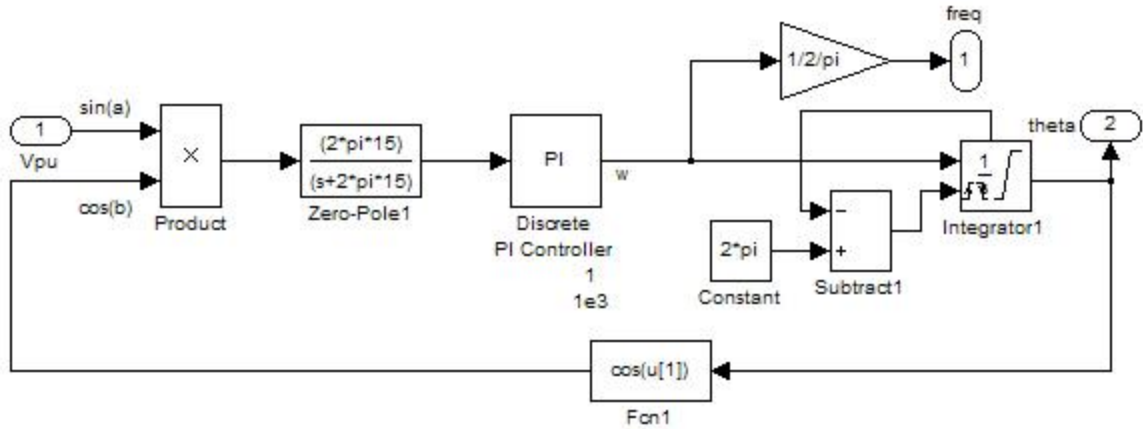 freq
1/2/pi
1
sin(a)
1
Vpu
cos(b)
×
Product
(2*pi*15)
(s+2*pi*15)
Zero-Pole1
PI
Discrete
PI Controller
1
1e3
w
theta
2
1
s
Integrator1
2*pi
Constant
−
+
Subtract1
cos(u[1])
Fcn1